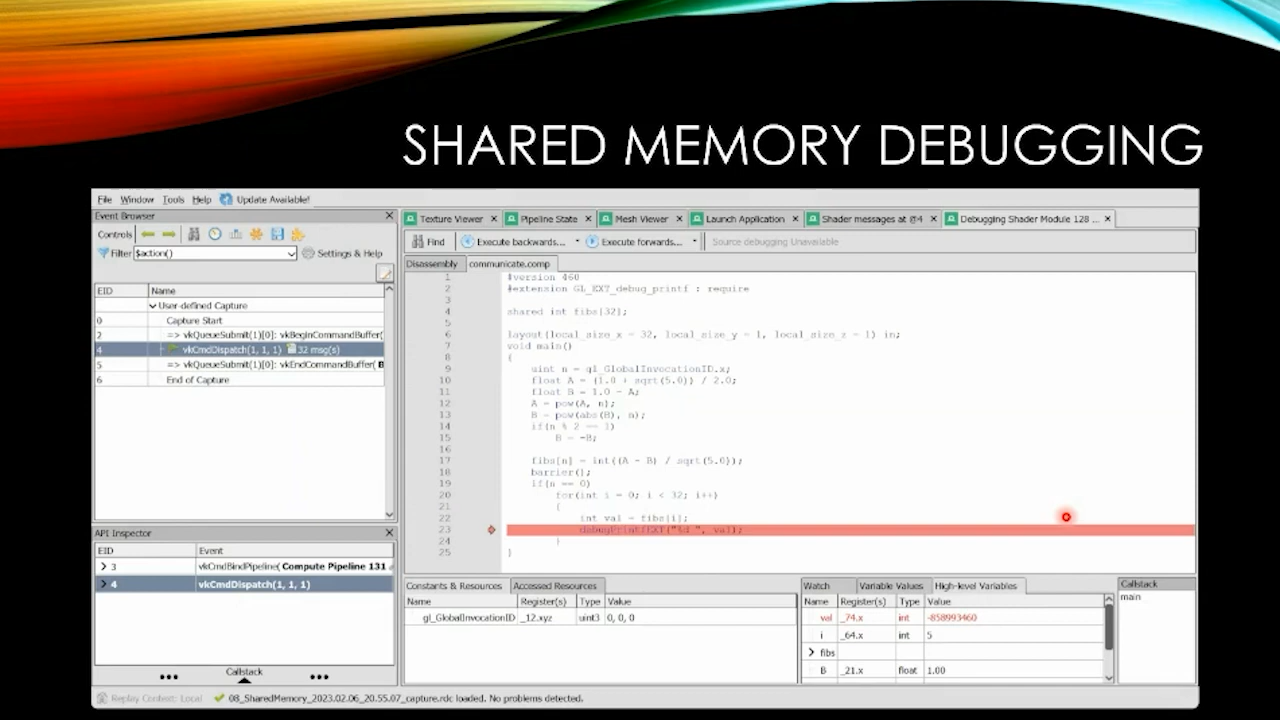 SHARED MEMORY DEBUGGING
File Window Tools Help Update Available!
Event Browser
Controls
Filter $action() Settings & Help
EID Name
User-defined Capture
0 Capture Start
2 => vkQueueSubmit(1)[0]: vkBeginCommandBuffer(
4 vkCmdDispatch(1, 1, 1) 32 msg(s)
5 => vkQueueSubmit(1)[0]: vkEndCommandBuffer( B
6 End of Capture
API Inspector
EID Event
3 vkCmdBindPipeline( Compute Pipeline 131
4 vkCmdDispatch(1, 1, 1)
Callstack
Texture Viewer Pipeline State Mesh Viewer Launch Application Shader messages at @4 Debugging Shader Module 128 ...
Find Execute backwards... Execute forwards... Source debugging Unavailable
Disassembly communicate.comp
1 #version 460
2 #extension GL_EXT_debug_printf : require
3
4 shared int fibs[32];
5
6 layout(local_size_x = 32, local_size_y = 1, local_size_z = 1) in;
7 void main()
8 {
9 uint n = gl_GlobalInvocationID.x;
10 float A = (1.0 + sqrt(5.0)) / 2.0;
11 float B = 1.0 - A;
12 A = pow(A, n);
13 B = pow(abs(B), n);
14 if(n % 2 == 1)
15 B = -B;
16
17 fibs[n] = int((A - B) / sqrt(5.0));
18 barrier();
19 if(n == 0)
20 for(int i = 0; i < 32; i++)
21 {
22 int val = fibs[i];
23 debugPrintfEXT("%d ", val);
24 }
25 }
Constants & Resources Accessed Resources
Name Register(s) Type Value
gl_GlobalInvocationID _12.xyz uint3 0, 0, 0
Watch Variable Values High-level Variables
Name Register(s) Type Value
val _74.x int -858993460
i _64.x int 5
fibs
B _21.x float 1.00
Callstack
main
Replay Context: Local 08_SharedMemory_2023.02.06_20.55.07_capture.rdc loaded. No problems detected.